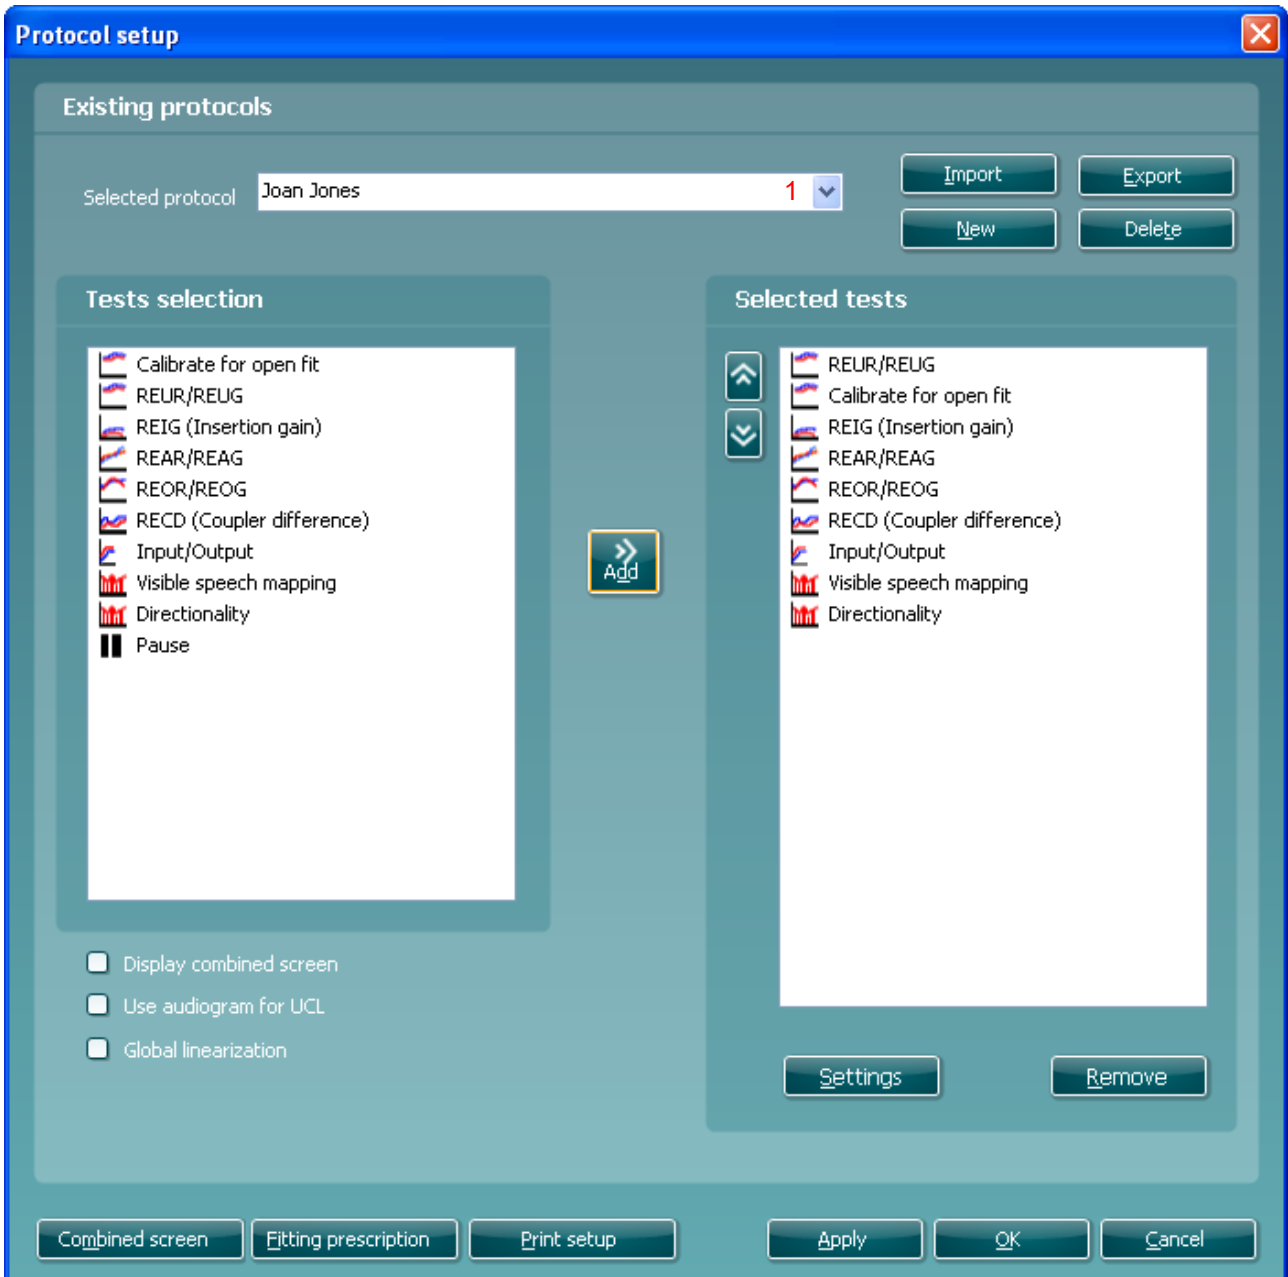 Protocol setup
Existing protocols
Selected protocol
Joan Jones
1
Import
Export
New
Delete
Tests selection
Calibrate for open fit
REUR/REUG
REIG (Insertion gain)
REAR/REAG
REOR/REOG
RECD (Coupler difference)
Input/Output
Visible speech mapping
Directionality
Pause
Add
Selected tests
REUR/REUG
Calibrate for open fit
REIG (Insertion gain)
REAR/REAG
REOR/REOG
RECD (Coupler difference)
Input/Output
Visible speech mapping
Directionality
Display combined screen
Use audiogram for UCL
Global linearization
Settings
Remove
Combined screen
Fitting prescription
Print setup
Apply
OK
Cancel